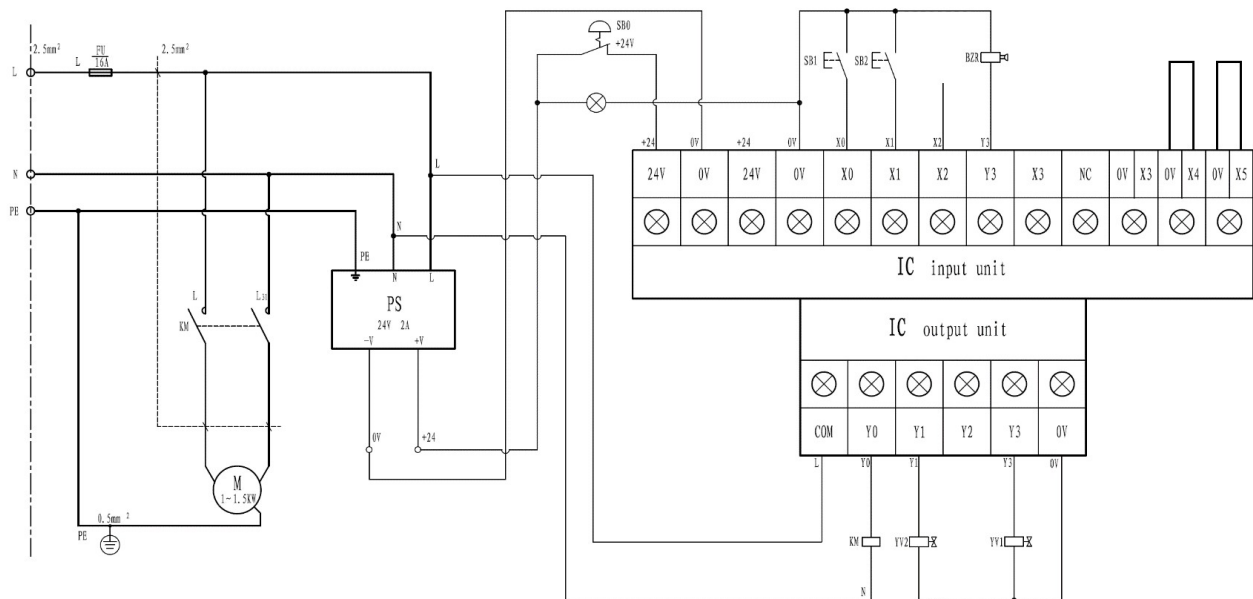 SB0
+24V
2.5mm²
FU
16A
2.5mm²
L
L
SB1
SB2
BZR
+24
0V
+24
0V
X0
X1
X2
Y3
L
N
24V
0V
24V
0V
X0
X1
X2
Y3
X3
NC
0V
X3
0V
X4
0V
X5
PE
N
PE
N
L
IC input unit
L
L
KM
PS
24V 2A
-V
+V
IC output unit
0V
+24
COM
Y0
Y1
Y2
Y3
0V
L
Y0
Y1
Y3
0V
M
1~1.5KW
0.5mm²
PE
KM
YV2
YV1
N